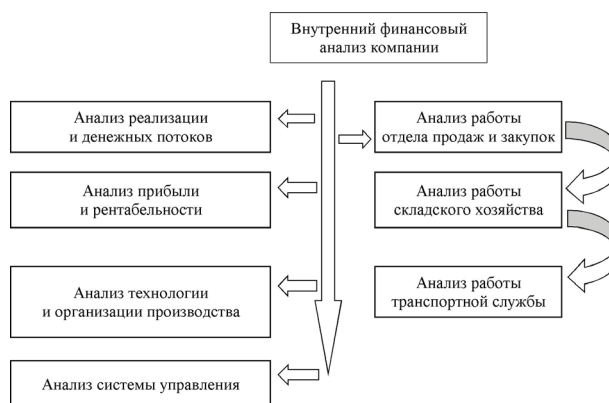 Внутренний финансовый
анализ компании
Анализ реализации
и денежных потоков
Анализ работы
отдела продаж и закупок
Анализ прибыли
и рентабельности
Анализ работы
складского хозяйства
Анализ технологии
и организации производства
Анализ работы
транспортной службы
Анализ системы управления